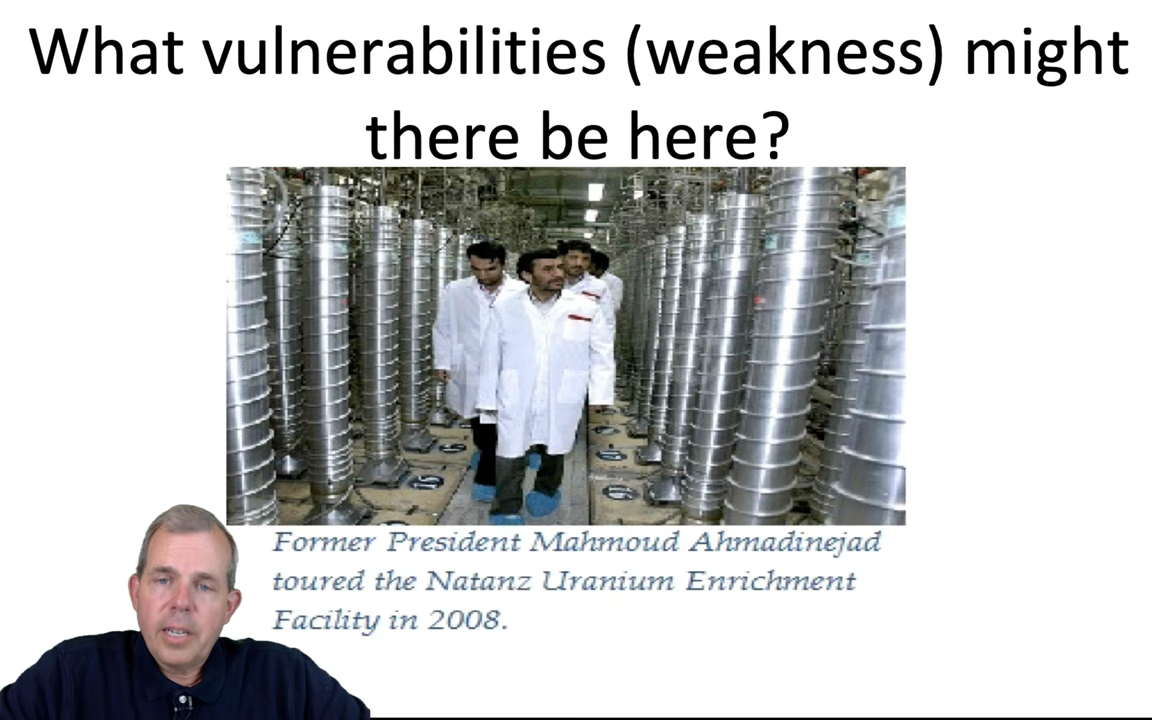 What vulnerabilities (weakness) might
there be here?
Former President Mahmoud Ahmadinejad
toured the Natanz Uranium Enrichment
Facility in 2008.